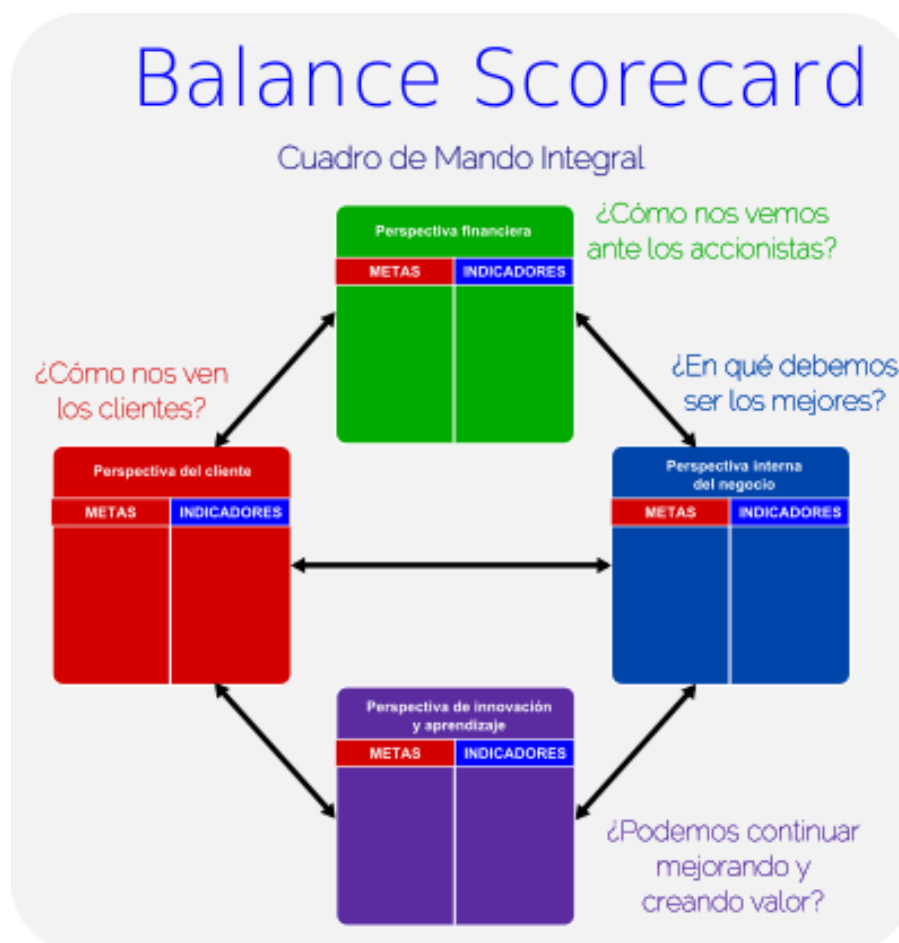 Balance Scorecard
Cuadro de Mando Integral
¿Cómo nos vemos
ante los accionistas?
Perspectiva financiera
METAS INDICADORES
¿Cómo nos ven
los clientes?
¿En qué debemos
ser los mejores?
Perspectiva del cliente
METAS INDICADORES
Perspectiva interna
del negocio
METAS INDICADORES
Perspectiva de innovación
y aprendizaje
METAS INDICADORES
¿Podemos continuar
mejorando y
creando valor?